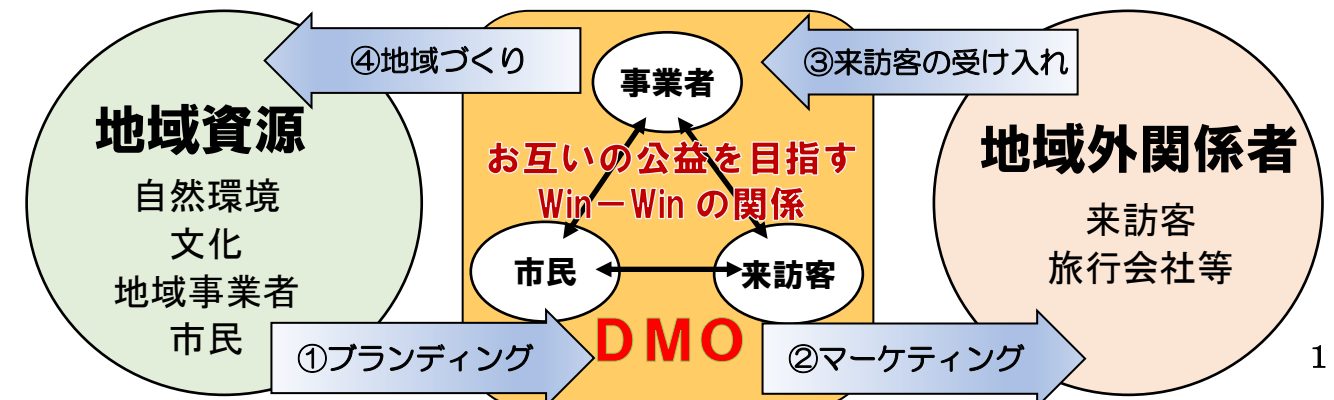 ④地域づくり
③来訪客の受け入れ
事業者
地域資源
自然環境
文化
地域事業者
市民
お互いの公益を目指す
Win－Win の関係
市民
来訪客
DMO
地域外関係者
来訪客
旅行会社等
①ブランディング
②マーケティング
1